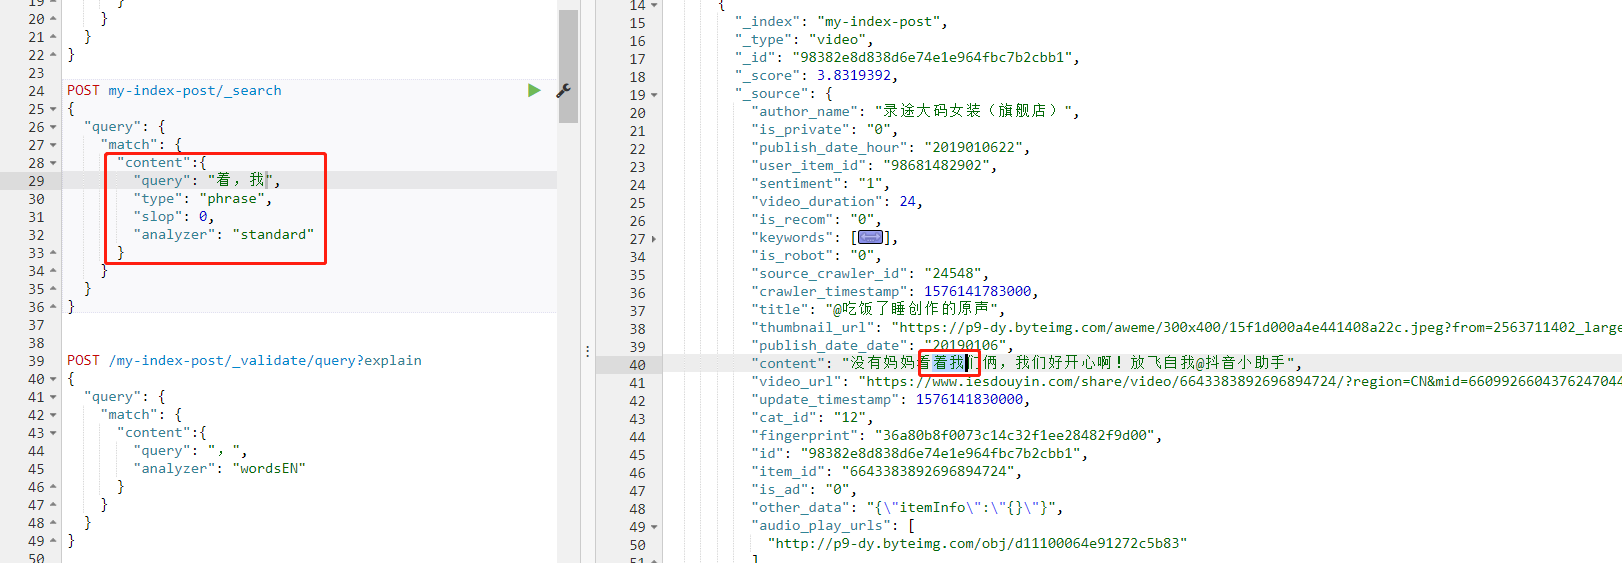 19
20 }
21 }
22 }
23
24 POST my-index-post/_search
25 {
26 "query": {
27 "match": {
28 "content":{
29 "query": "着，我",
30 "type": "phrase",
31 "slop": 0,
32 "analyzer": "standard"
33 }
34 }
35 }
36 }
37
38
39 POST /my-index-post/_validate/query?explain
40 {
41 "query": {
42 "match": {
43 "content":{
44 "query": "，",
45 "analyzer": "wordsEN"
46 }
47 }
48 }
49 }
50
14 {
15 "_index": "my-index-post",
16 "_type": "video",
17 "_id": "98382e8d838d6e74e1e964fbc7b2cbb1",
18 "_score": 3.8319392,
19 "_source": {
20 "author_name": "录途大码女装（旗舰店）",
21 "is_private": "0",
22 "publish_date_hour": "2019010622",
23 "user_item_id": "98681482902",
24 "sentiment": "1",
25 "video_duration": 24,
26 "is_recom": "0",
27 "keywords": [],
34 "is_robot": "0",
35 "source_crawler_id": "24548",
36 "crawler_timestamp": 1576141783000,
37 "title": "@吃饭了睡创作的原声",
38 "thumbnail_url": "https://p9-dy.byteimg.com/aweme/300x400/15f1d000a4e441408a22c.jpeg?from=2563711402_large
39 "publish_date_date": "20190106",
40 "content": "没有妈妈看着我们俩，我们好开心啊！放飞自我@抖音小助手",
41 "video_url": "https://www.iesdouyin.com/share/video/6643383892696894724/?region=CN&mid=6609926604376247044
42 "update_timestamp": 1576141830000,
43 "cat_id": "12",
44 "fingerprint": "36a80b8f0073c14c32f1ee28482f9d00",
45 "id": "98382e8d838d6e74e1e964fbc7b2cbb1",
46 "item_id": "6643383892696894724",
47 "is_ad": "0",
48 "other_data": "{\"itemInfo\":\"{}\"}",
49 "audio_play_urls": [
50 "http://p9-dy.byteimg.com/obj/d11100064e91272c5b83"
51 ]